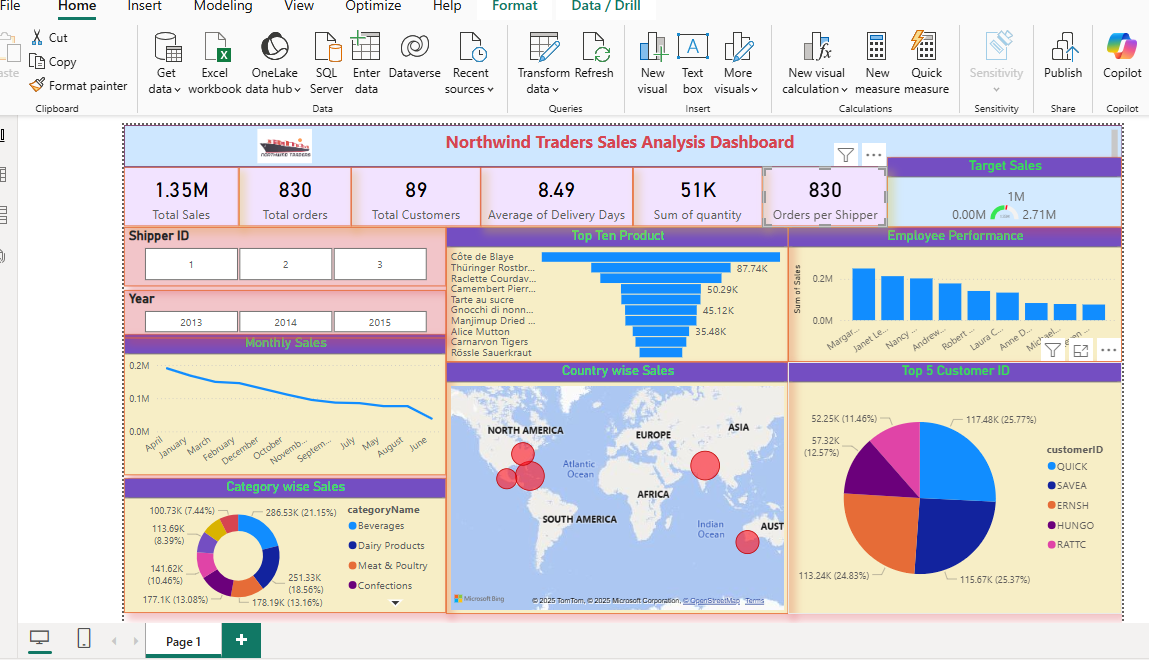 File Home Insert Modeling View Optimize Help Format Data / Drill
Cut
Copy
Format painter
Clipboard
Get data
Excel workbook
OneLake data hub
SQL Server
Enter data
Dataverse
Recent sources
Data
Transform data
Refresh
Queries
New visual
Text box
More visuals
Insert
New visual calculation
New measure
Quick measure
Calculations
Sensitivity
Sensitivity
Publish
Share
Copilot
Copilot
NORTHWIND TRADERS
Northwind Traders Sales Analysis Dashboard
1.35M
Total Sales
830
Total orders
89
Total Customers
8.49
Average of Delivery Days
51K
Sum of quantity
830
Orders per Shipper
Target Sales
1M
0.00M
2.71M
Shipper ID
1 2 3
Year
2013 2014 2015
Monthly Sales
0.2M
0.1M
0.0M
April
January
March
February
December
October
Novemb...
Septem...
July
May
August
June
Category wise Sales
100.73K (7.44%)
113.69K (8.39%)
141.62K (10.46%)
177.1K (13.08%)
286.53K (21.15%)
251.33K (18.56%)
178.19K (13.16%)
categoryName
Beverages
Dairy Products
Meat & Poultry
Confections
Top Ten Product
Côte de Blaye
Thüringer Rostbr...
Raclette Courdav...
Camembert Pierr...
Tarte au sucre
Gnocchi di nonn...
Manjimup Dried ...
Alice Mutton
Carnarvon Tigers
Rössle Sauerkraut
87.74K
50.29K
45.12K
35.48K
Employee Performance
Sum of Sales
0.2M
0.0M
Margar...
Janet Le...
Nancy ...
Andrew...
Robert ...
Laura C...
Anne D...
Michael...
Country wise Sales
NORTH AMERICA
EUROPE
ASIA
Atlantic Ocean
AFRICA
SOUTH AMERICA
Indian Ocean
AUST
Microsoft Bing
© 2025 TomTom, © 2025 Microsoft Corporation, © OpenStreetMap Terms
Top 5 Customer ID
52.25K (11.46%)
57.32K (12.57%)
117.48K (25.77%)
113.24K (24.83%)
115.67K (25.37%)
customerID
QUICK
SAVEA
ERNSH
HUNGO
RATTC
Page 1